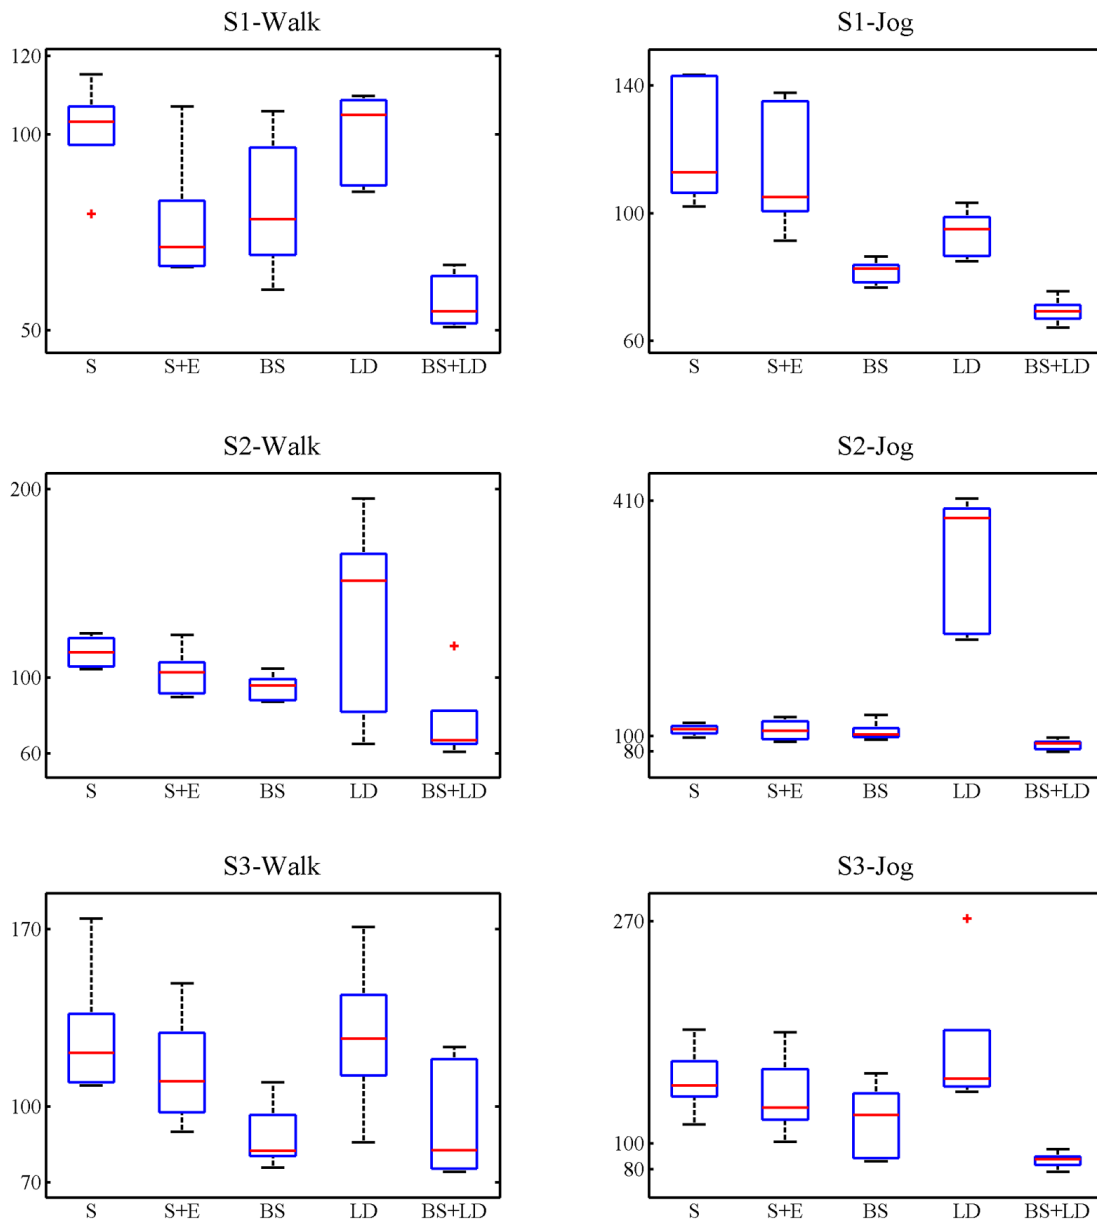 S1-Walk
120
100
50
S S+E BS LD BS+LD
S1-Jog
140
100
60
S S+E BS LD BS+LD
S2-Walk
200
100
60
S S+E BS LD BS+LD
S2-Jog
410
100
80
S S+E BS LD BS+LD
S3-Walk
170
100
70
S S+E BS LD BS+LD
S3-Jog
270
100
80
S S+E BS LD BS+LD